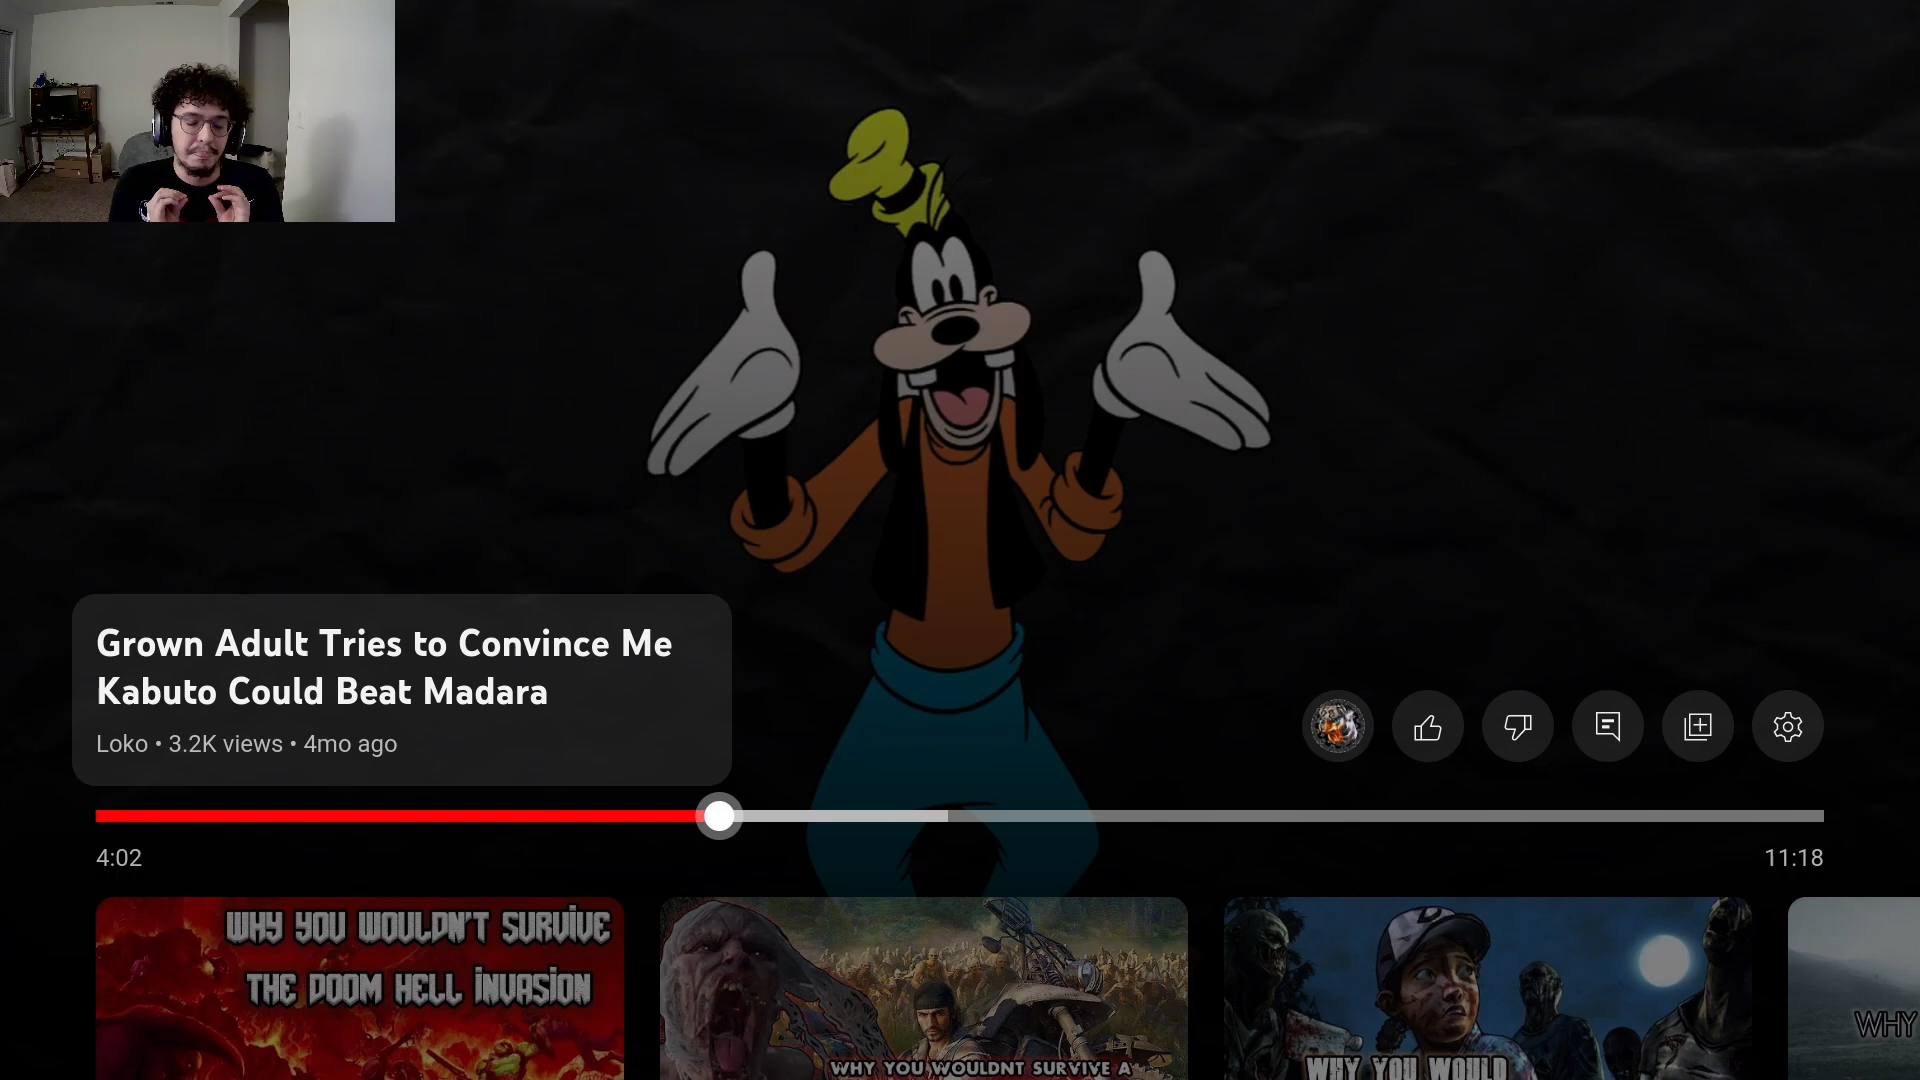 Grown Adult Tries to Convince Me
Kabuto Could Beat Madara
Loko • 3.2K views • 4mo ago
4:02
11:18
WHY YOU WOULDN'T SURVIVE
THE DOOM HELL INVASION
WHY YOU WOULDNT SURVIVE A
WHY YOU WOULD
WHY